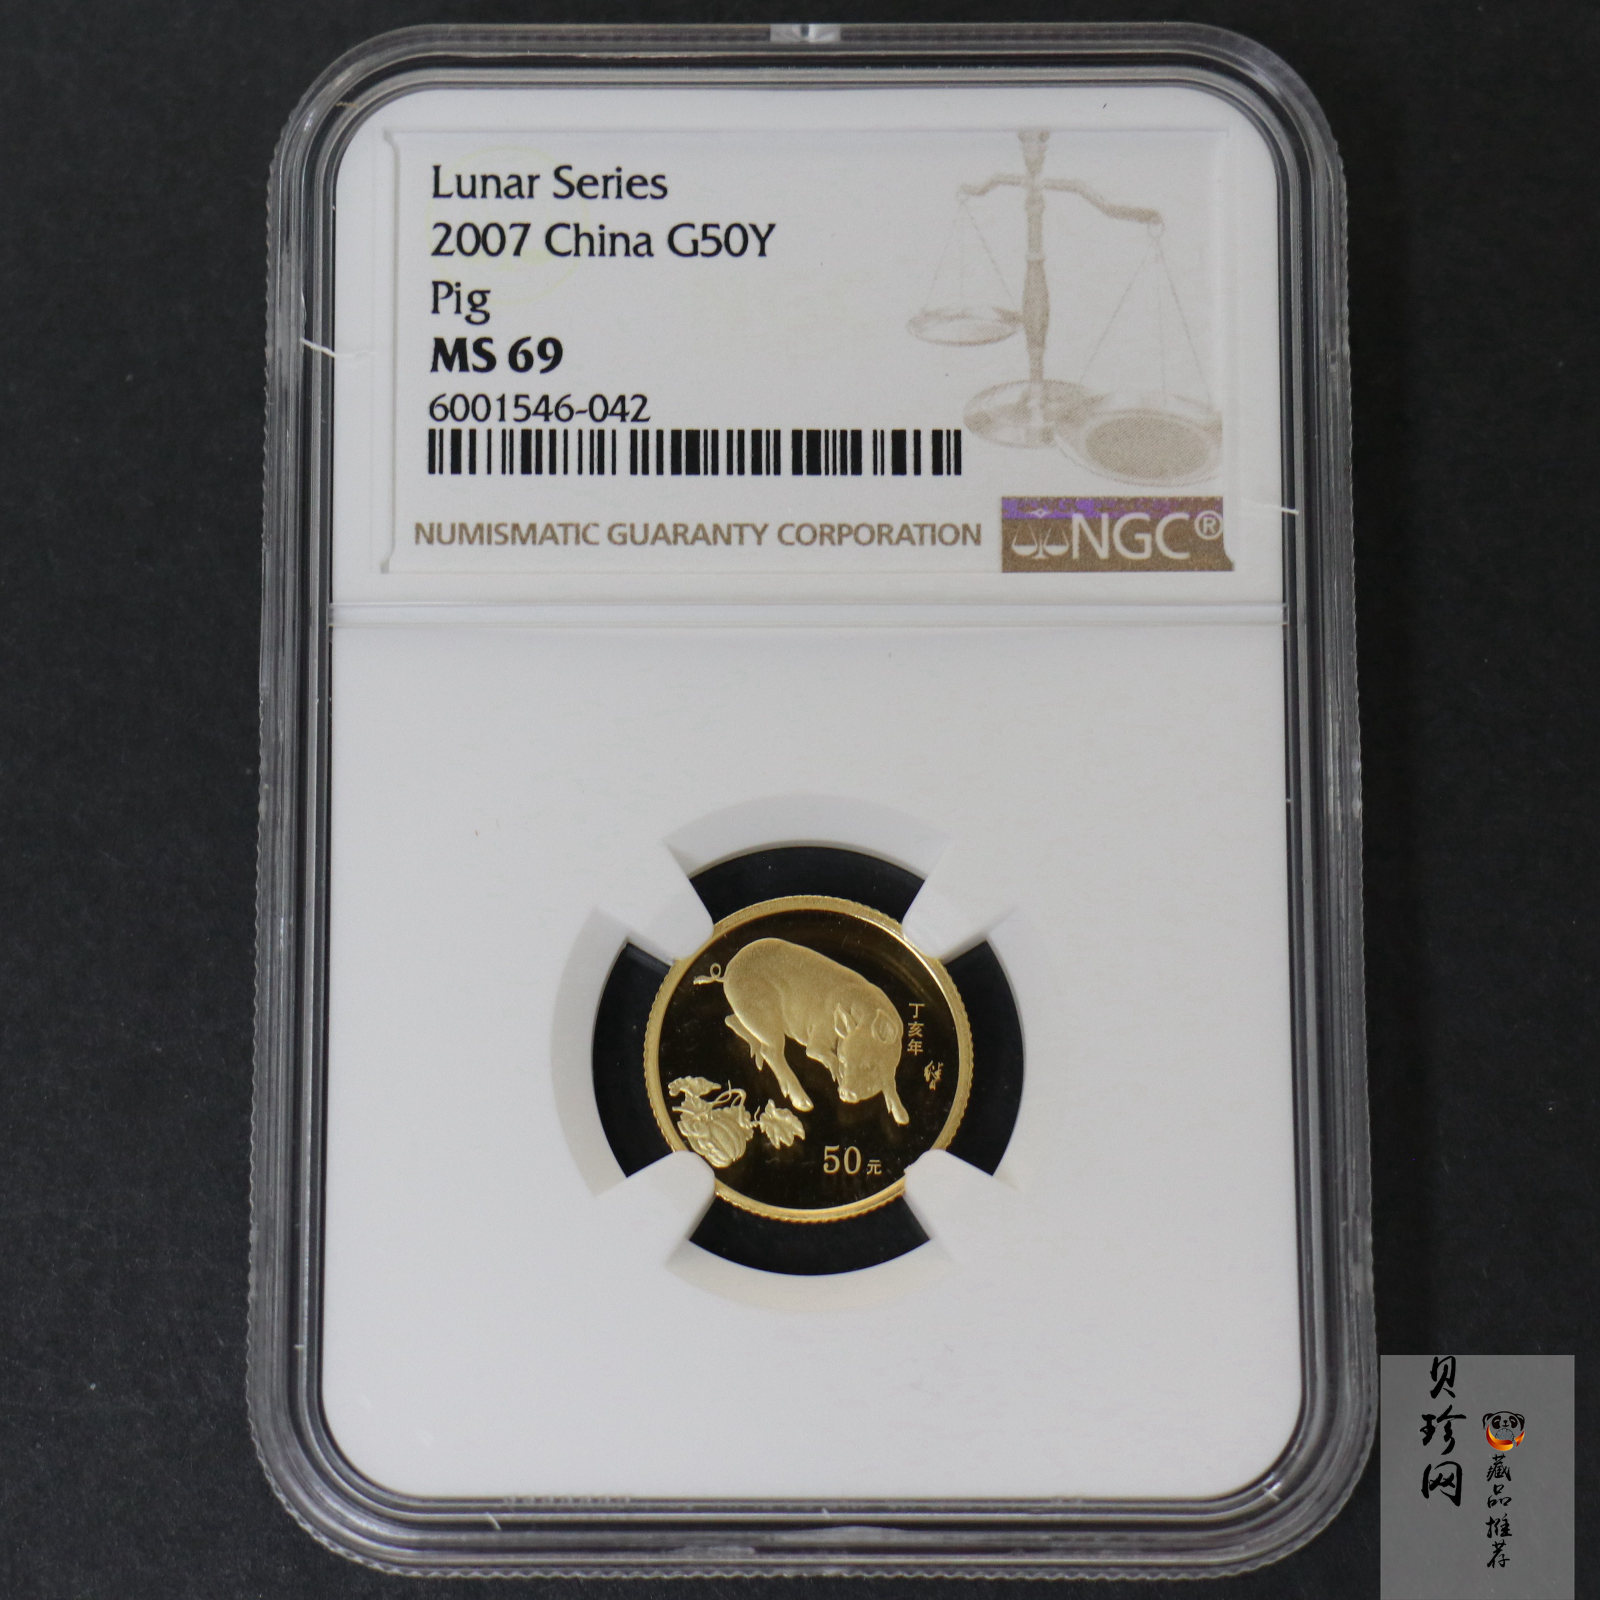 Lunar Series
2007 China G50Y
Pig
MS 69
6001546-042
NUMISMATIC GUARANTY CORPORATION
NGC®
丁亥年
50元
贝珍网
藏品推荐